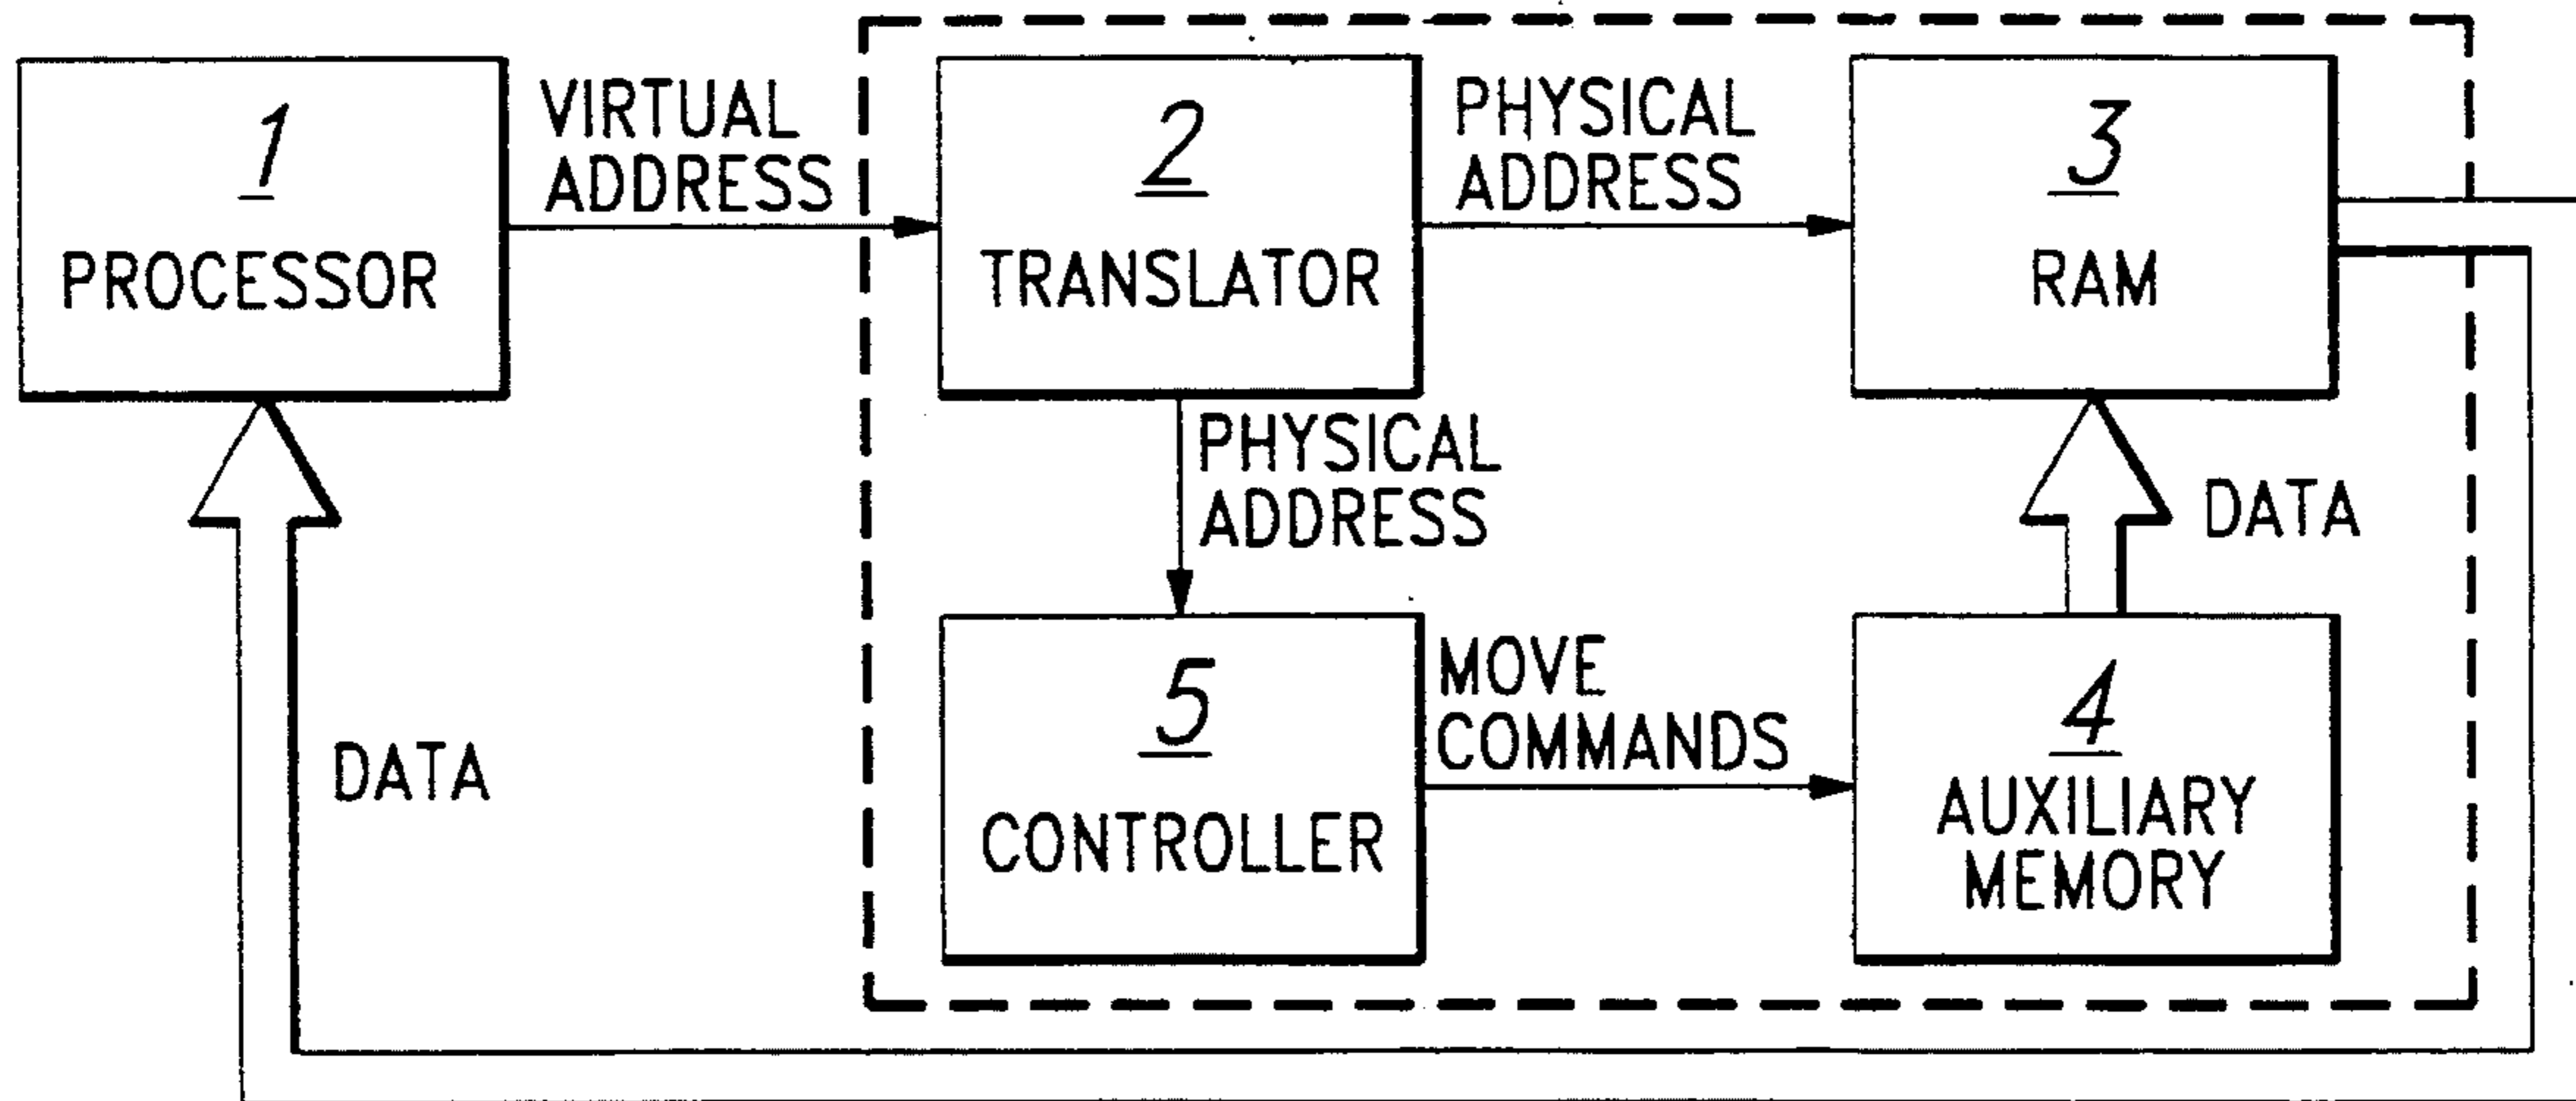 1
PROCESSOR
VIRTUAL
ADDRESS
2
TRANSLATOR
PHYSICAL
ADDRESS
3
RAM
PHYSICAL
ADDRESS
DATA
5
CONTROLLER
MOVE
COMMANDS
4
AUXILIARY
MEMORY
DATA